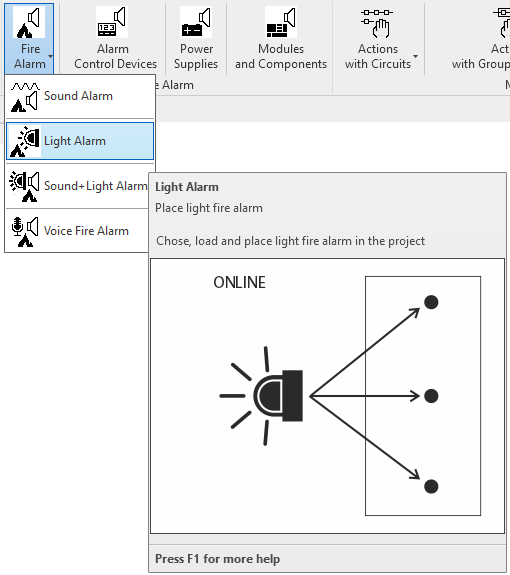 Fire
Alarm
Alarm
Control Devices
Power
Supplies
Modules
and Components
Actions
with Circuits
Act
with Group
e Alarm
M
Sound Alarm
Light Alarm
Sound+Light Alarm
Voice Fire Alarm
Light Alarm
Place light fire alarm
Chose, load and place light fire alarm in the project
ONLINE
Press F1 for more help